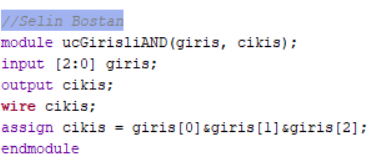 //Selin Bostan
module ucGirisliAND(giris, cikis);
input [2:0] giris;
output cikis;
wire cikis;
assign cikis = giris[0]&giris[1]&giris[2];
endmodule